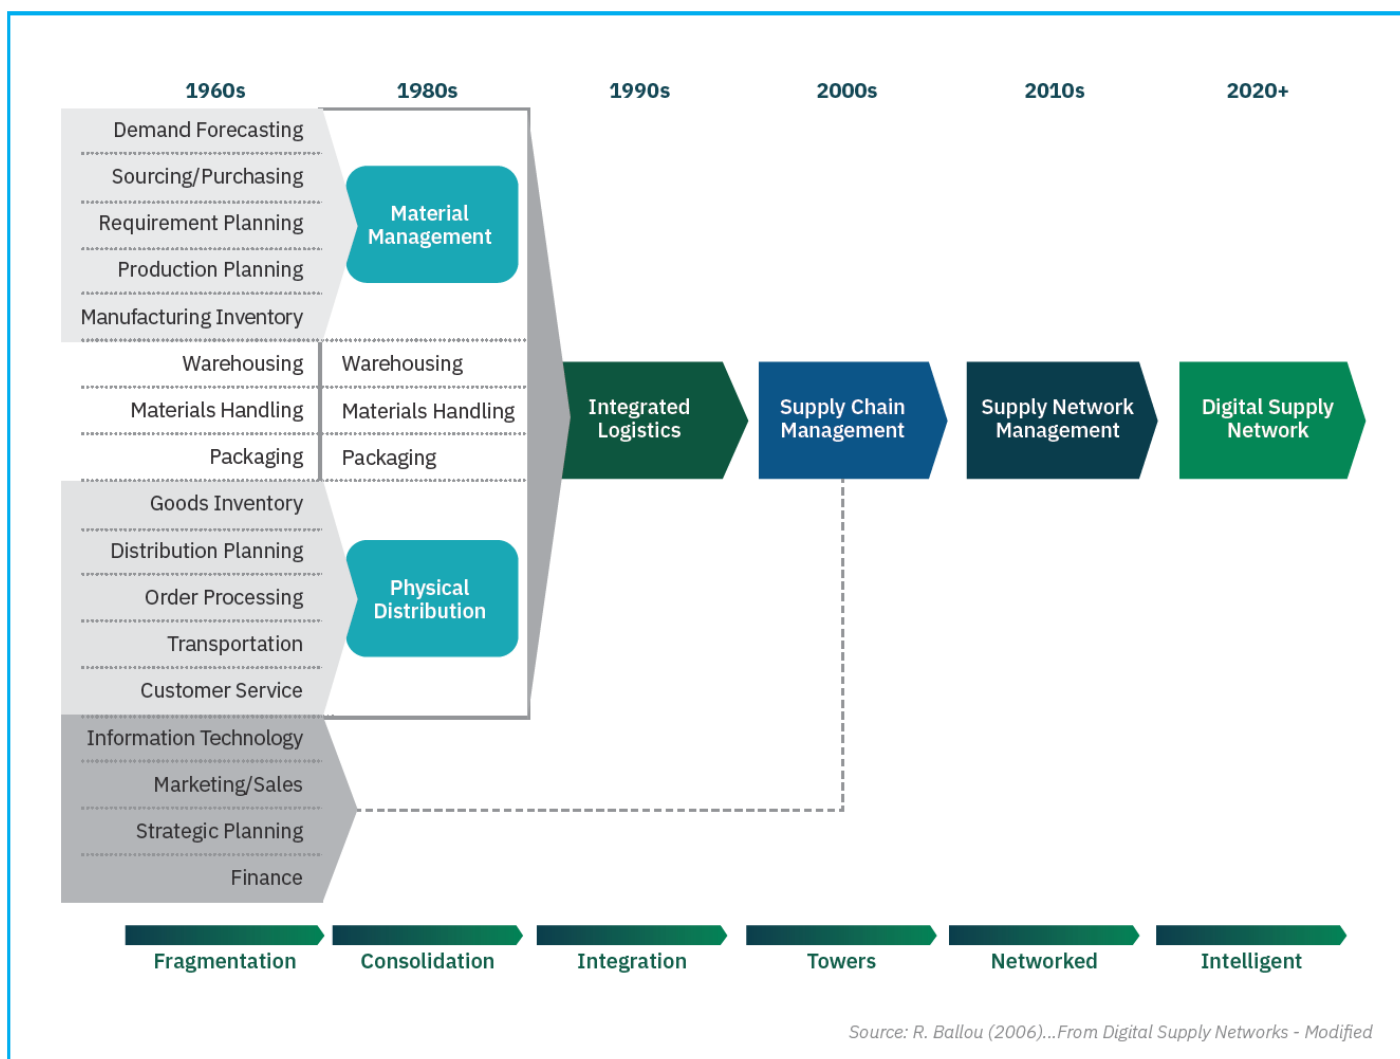 1960s 1980s 1990s 2000s 2010s 2020+
Demand Forecasting
Sourcing/Purchasing
Requirement Planning
Production Planning
Manufacturing Inventory
Warehousing
Materials Handling
Packaging
Goods Inventory
Distribution Planning
Order Processing
Transportation
Customer Service
Information Technology
Marketing/Sales
Strategic Planning
Finance
Material
Management
Warehousing
Materials Handling
Packaging
Physical
Distribution
Integrated
Logistics
Supply Chain
Management
Supply Network
Management
Digital Supply
Network
Fragmentation Consolidation Integration Towers Networked Intelligent
Source: R. Ballou (2006)...From Digital Supply Networks - Modified